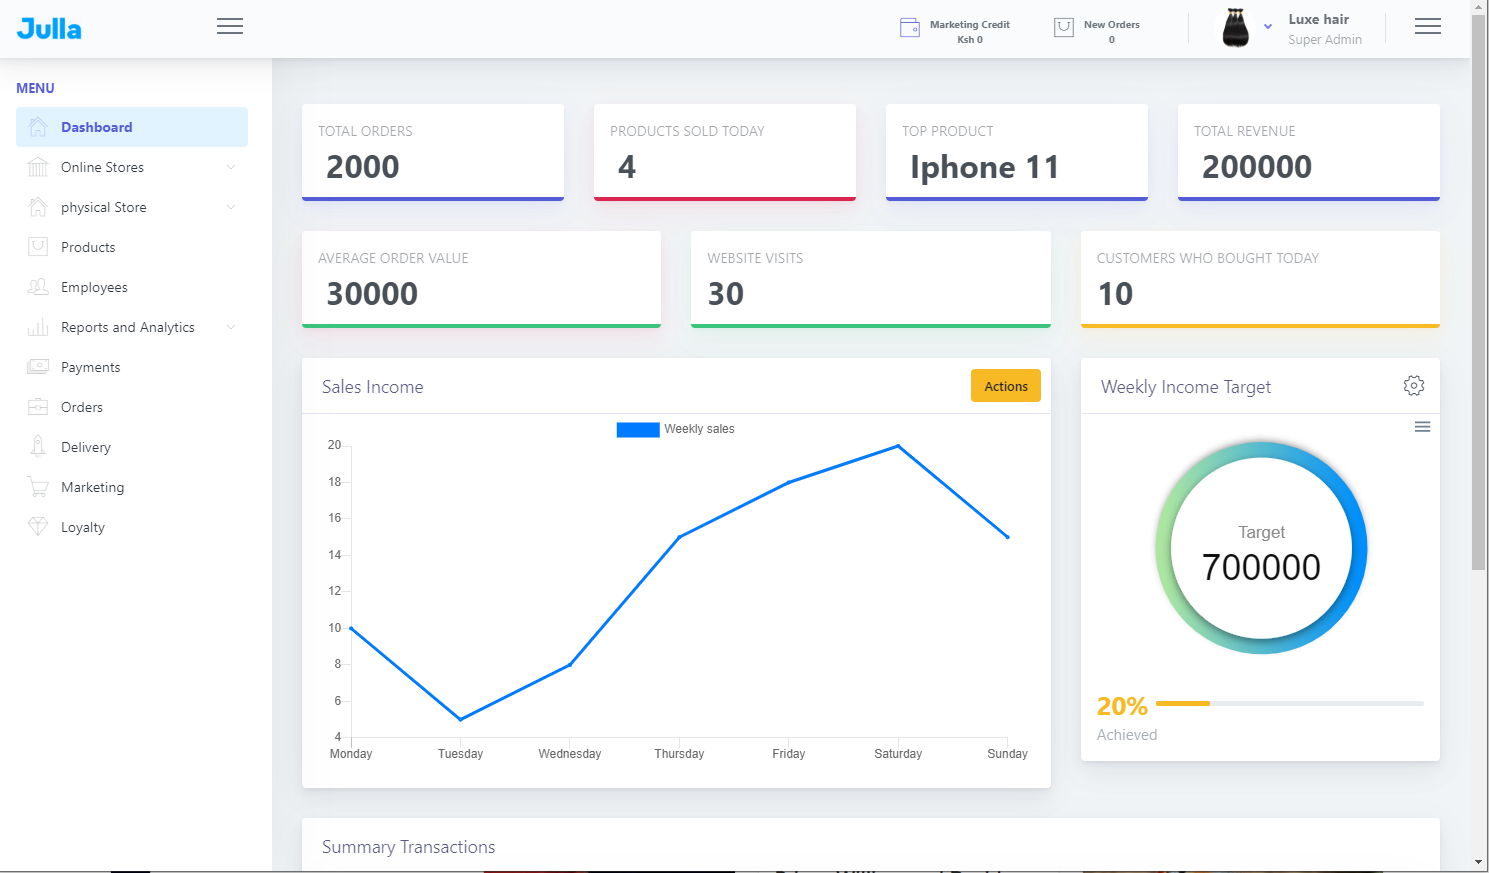 Julla
Marketing Credit
Ksh 0
New Orders
0
Luxe hair
Super Admin
MENU
Dashboard
Online Stores
physical Store
Products
Employees
Reports and Analytics
Payments
Orders
Delivery
Marketing
Loyalty
TOTAL ORDERS
2000
PRODUCTS SOLD TODAY
4
TOP PRODUCT
Iphone 11
TOTAL REVENUE
200000
AVERAGE ORDER VALUE
30000
WEBSITE VISITS
30
CUSTOMERS WHO BOUGHT TODAY
10
Sales Income
Actions
Weekly sales
20
18
16
14
12
10
8
6
4
Monday Tuesday Wednesday Thursday Friday Saturday Sunday
Weekly Income Target
Target
700000
20%
Achieved
Summary Transactions